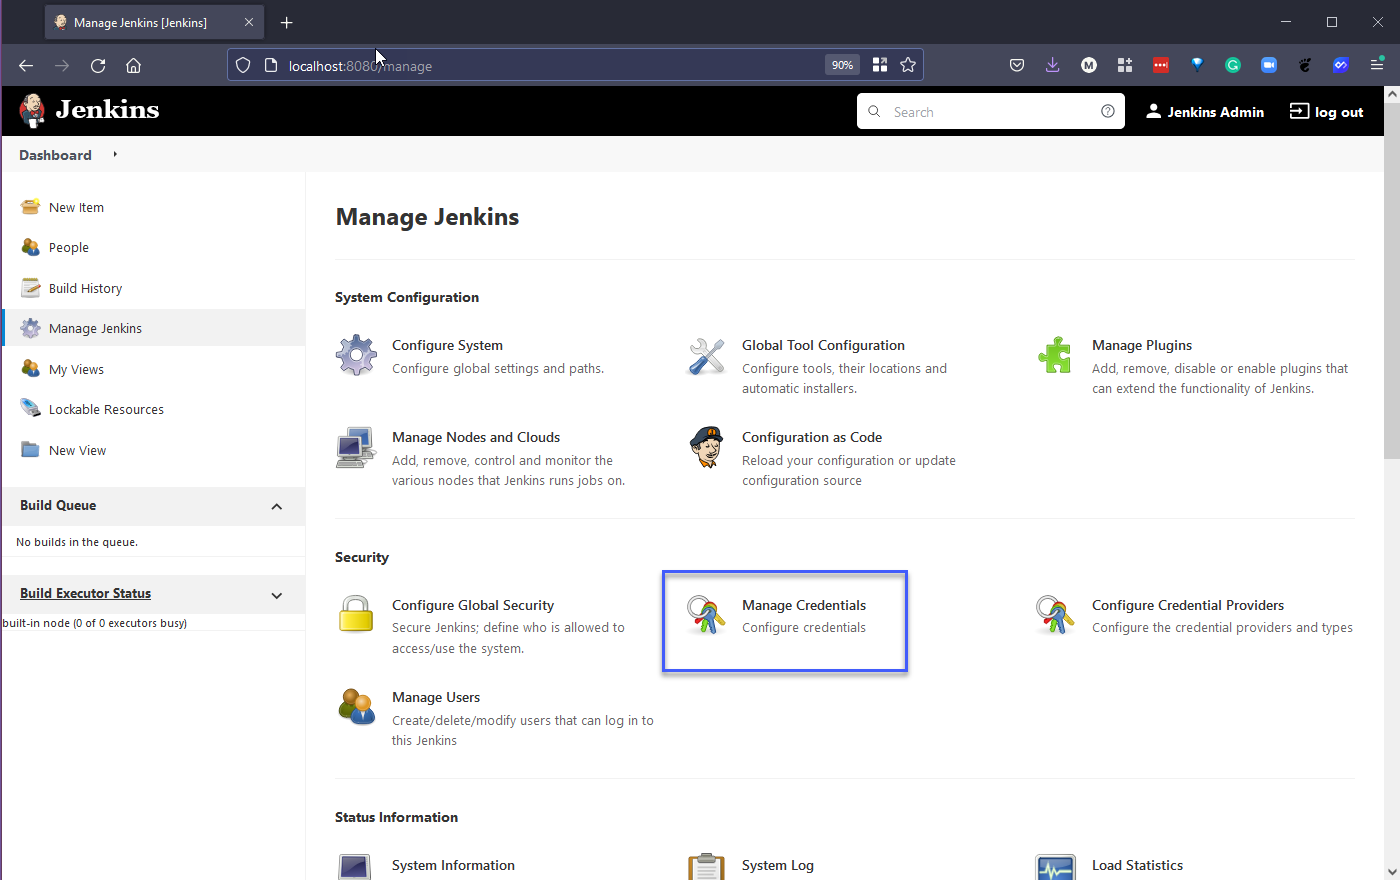 Manage Jenkins [Jenkins]
localhost:8080/manage
90%
Jenkins
Search
Jenkins Admin
log out
Dashboard
New Item
People
Build History
Manage Jenkins
My Views
Lockable Resources
New View
Build Queue
No builds in the queue.
Build Executor Status
built-in node (0 of 0 executors busy)
Manage Jenkins
System Configuration
Configure System
Configure global settings and paths.
Global Tool Configuration
Configure tools, their locations and
automatic installers.
Manage Plugins
Add, remove, disable or enable plugins that
can extend the functionality of Jenkins.
Manage Nodes and Clouds
Add, remove, control and monitor the
various nodes that Jenkins runs jobs on.
Configuration as Code
Reload your configuration or update
configuration source
Security
Configure Global Security
Secure Jenkins; define who is allowed to
access/use the system.
Manage Credentials
Configure credentials
Configure Credential Providers
Configure the credential providers and types
Manage Users
Create/delete/modify users that can log in to
this Jenkins
Status Information
System Information
System Log
Load Statistics